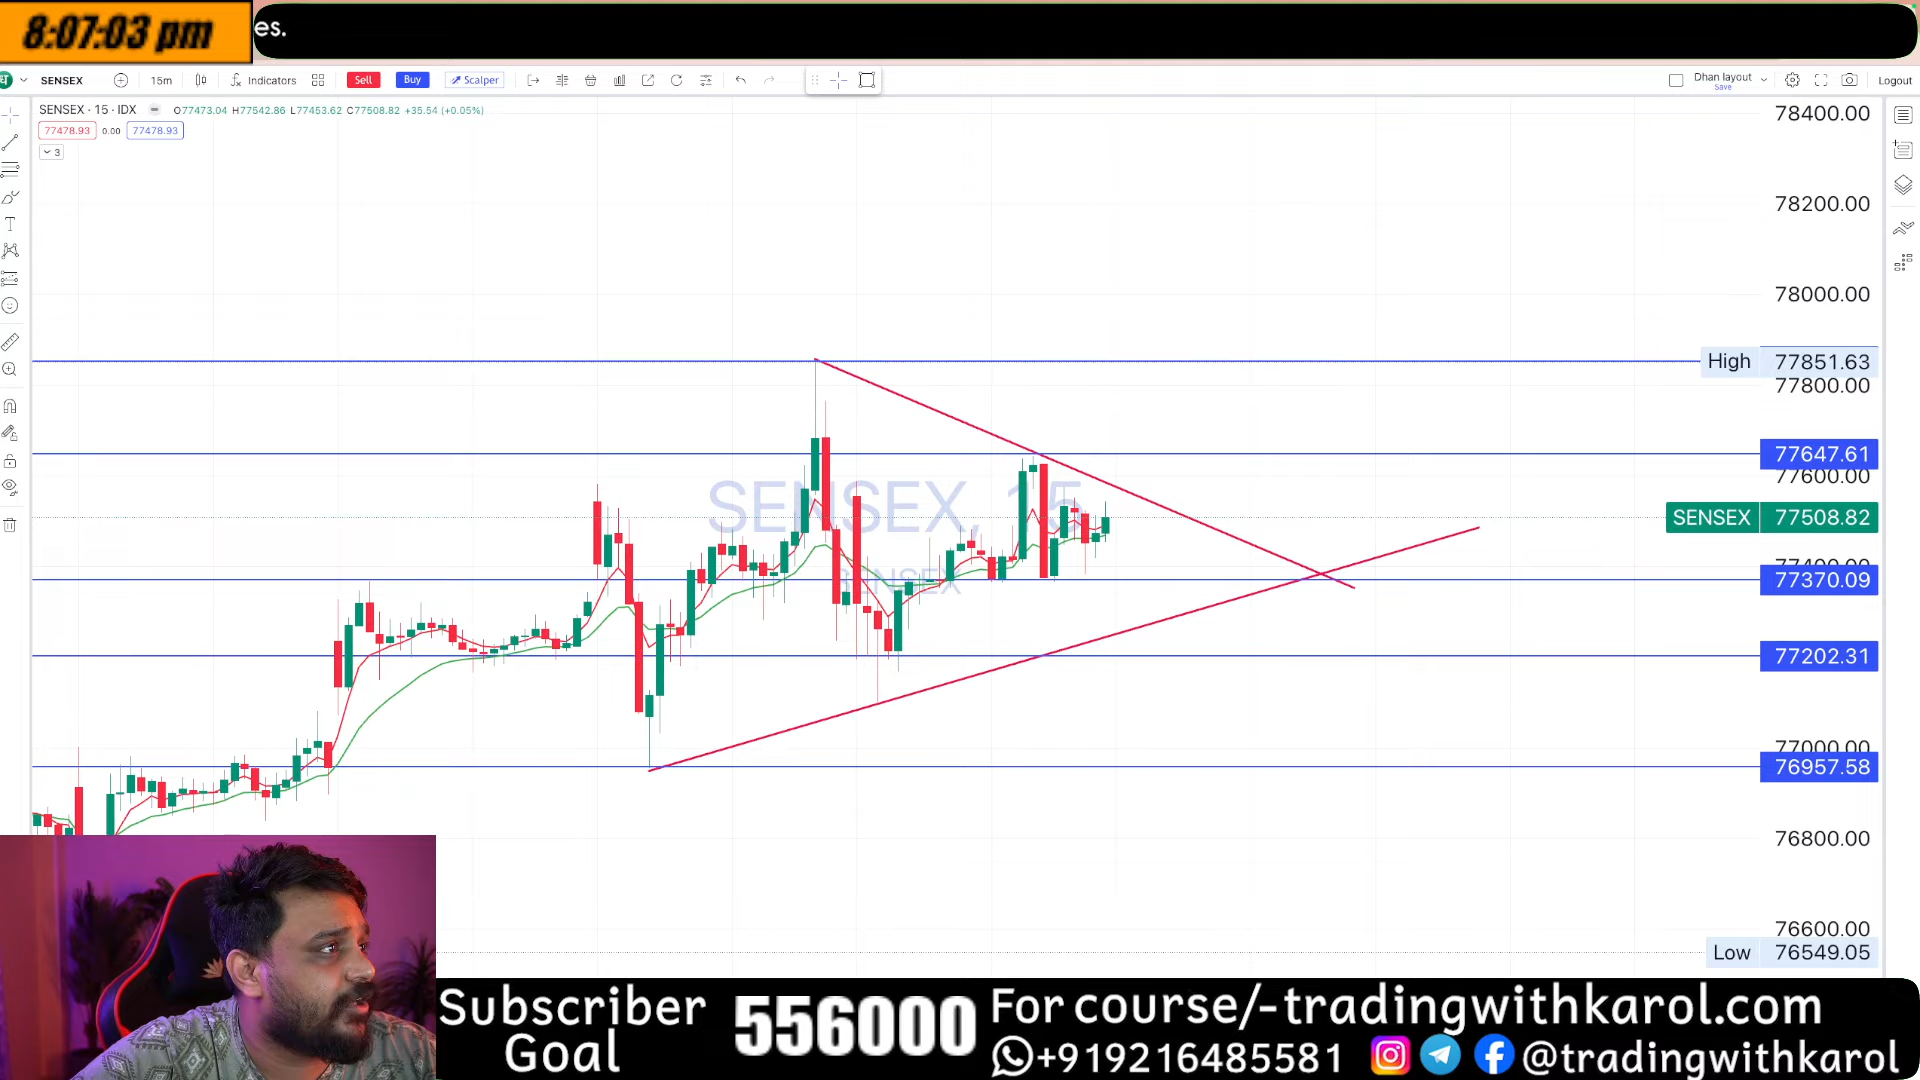 8:07:03 pm
es.
SENSEX
15m
Indicators
Sell
Buy
Scalper
Dhan layout
Save
Logout
SENSEX · 15 · IDX
O77473.04 H77542.86 L77453.62 C77508.82 +35.54 (+0.05%)
77478.93
0.00
77478.93
3
78400.00
78200.00
78000.00
High 77851.63
77800.00
77647.61
77600.00
SENSEX, 15
SENSEX 77508.82
77400.00
SENSEX
77370.09
77202.31
77000.00
76957.58
76800.00
76600.00
Low 76549.05
Subscriber
Goal
556000
For course/-tradingwithkarol.com
+919216485581
@tradingwithkarol